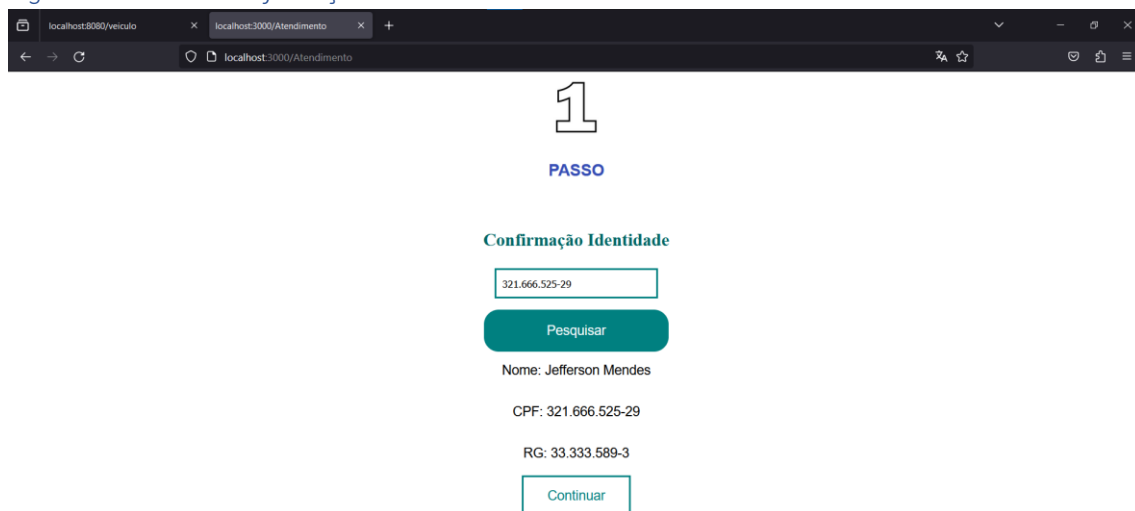 localhost:8080/veiculo
localhost:3000/Atendimento
localhost:3000/Atendimento
1
PASSO
Confirmação Identidade
321.666.525-29
Pesquisar
Nome: Jefferson Mendes
CPF: 321.666.525-29
RG: 33.333.589-3
Continuar